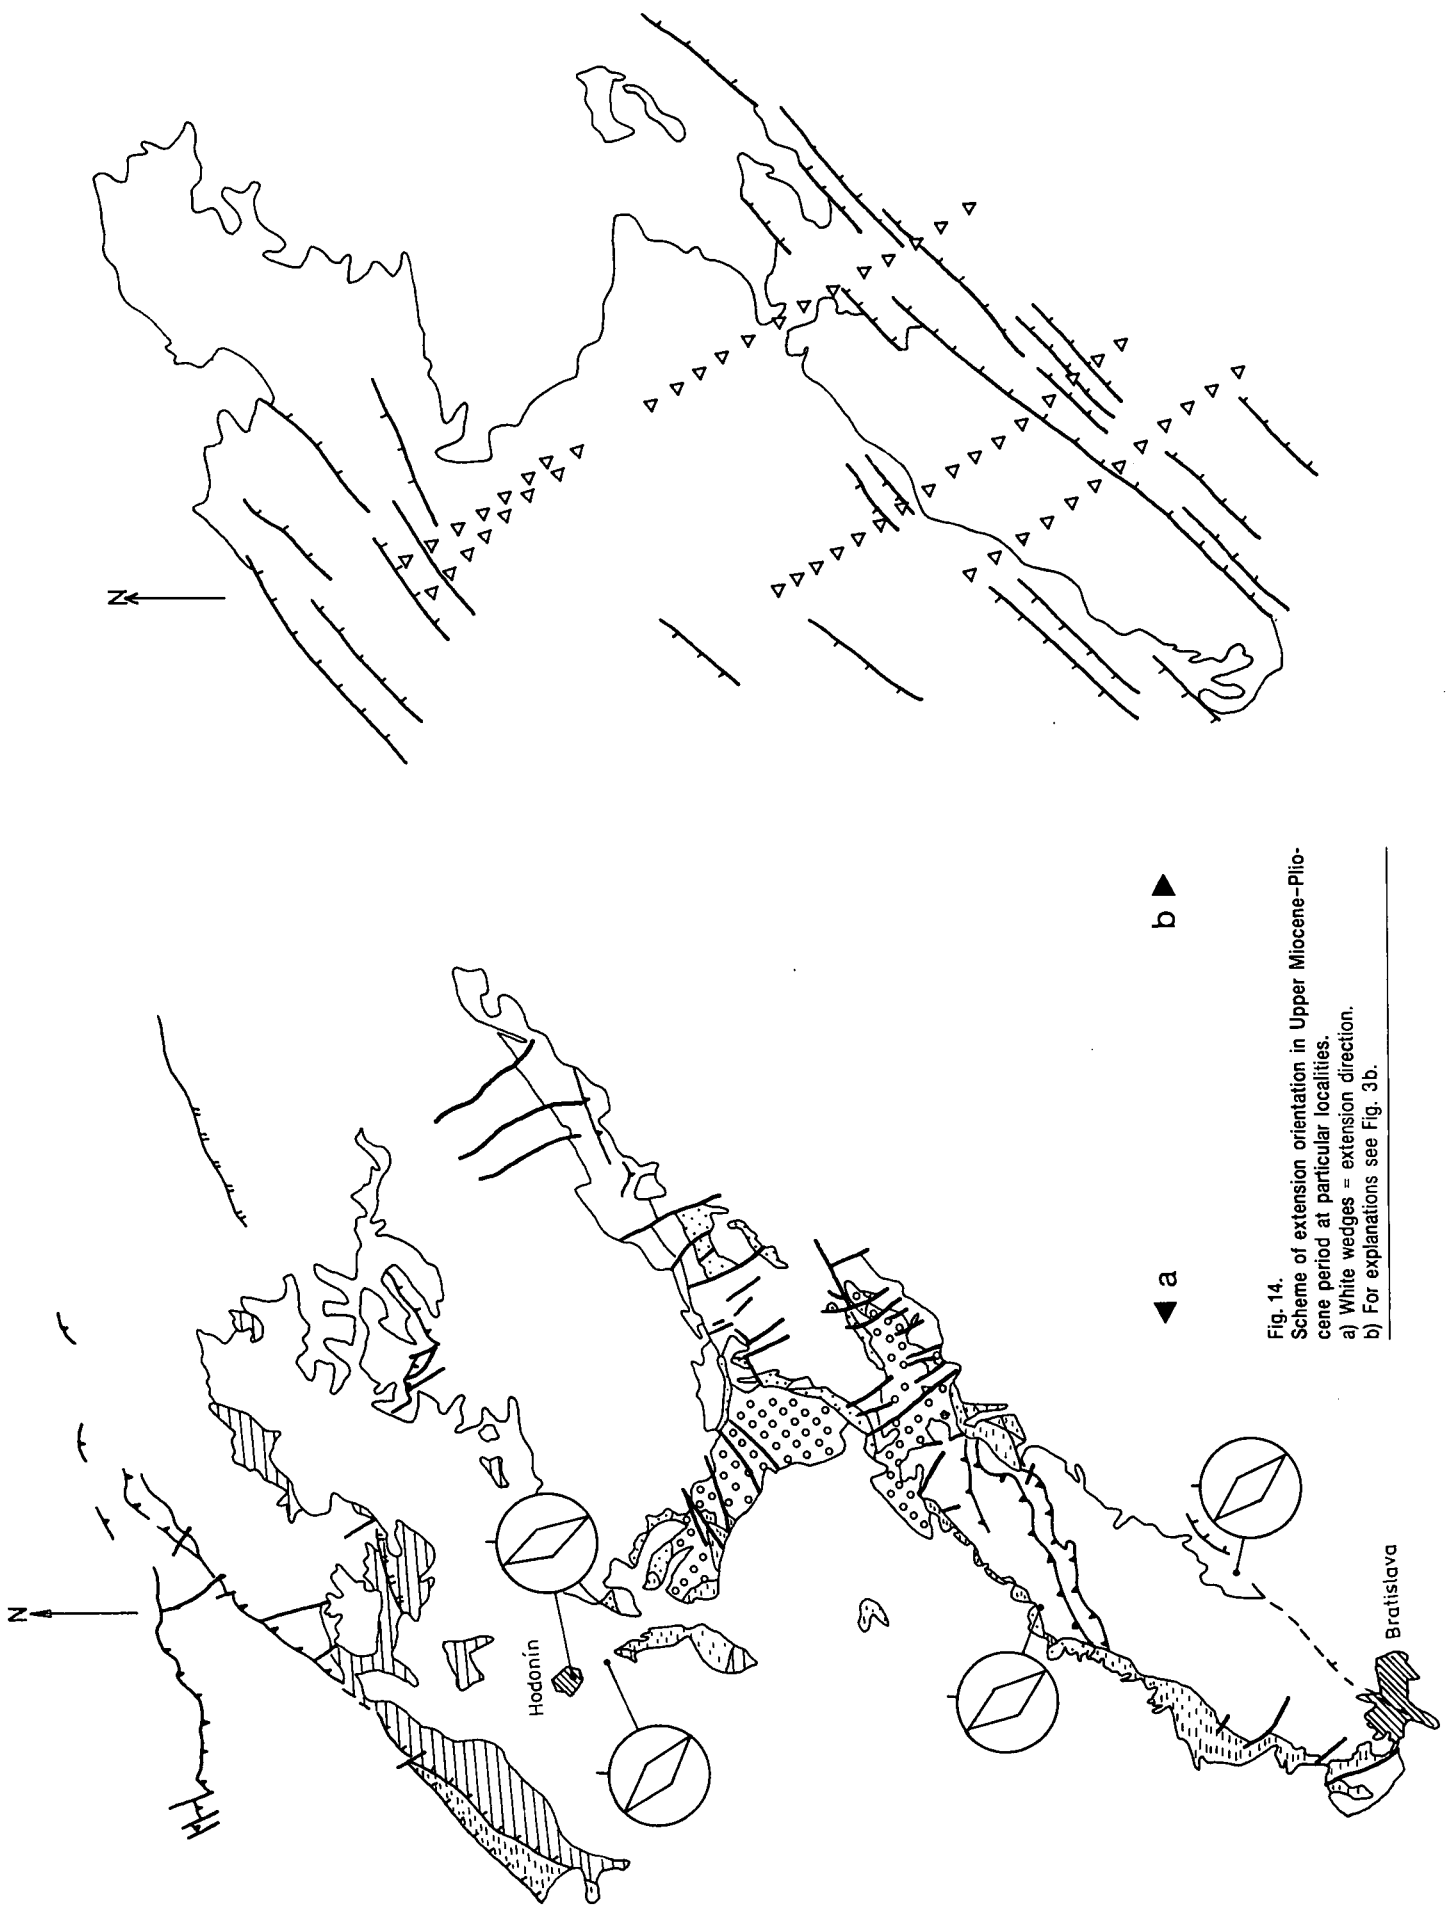 N
N
Hodonín
Bratislava
a
b
Fig. 14.
Scheme of extension orientation in Upper Miocene–Plio-
cene period at particular localities.
a) White wedges = extension direction.
b) For explanations see Fig. 3b.